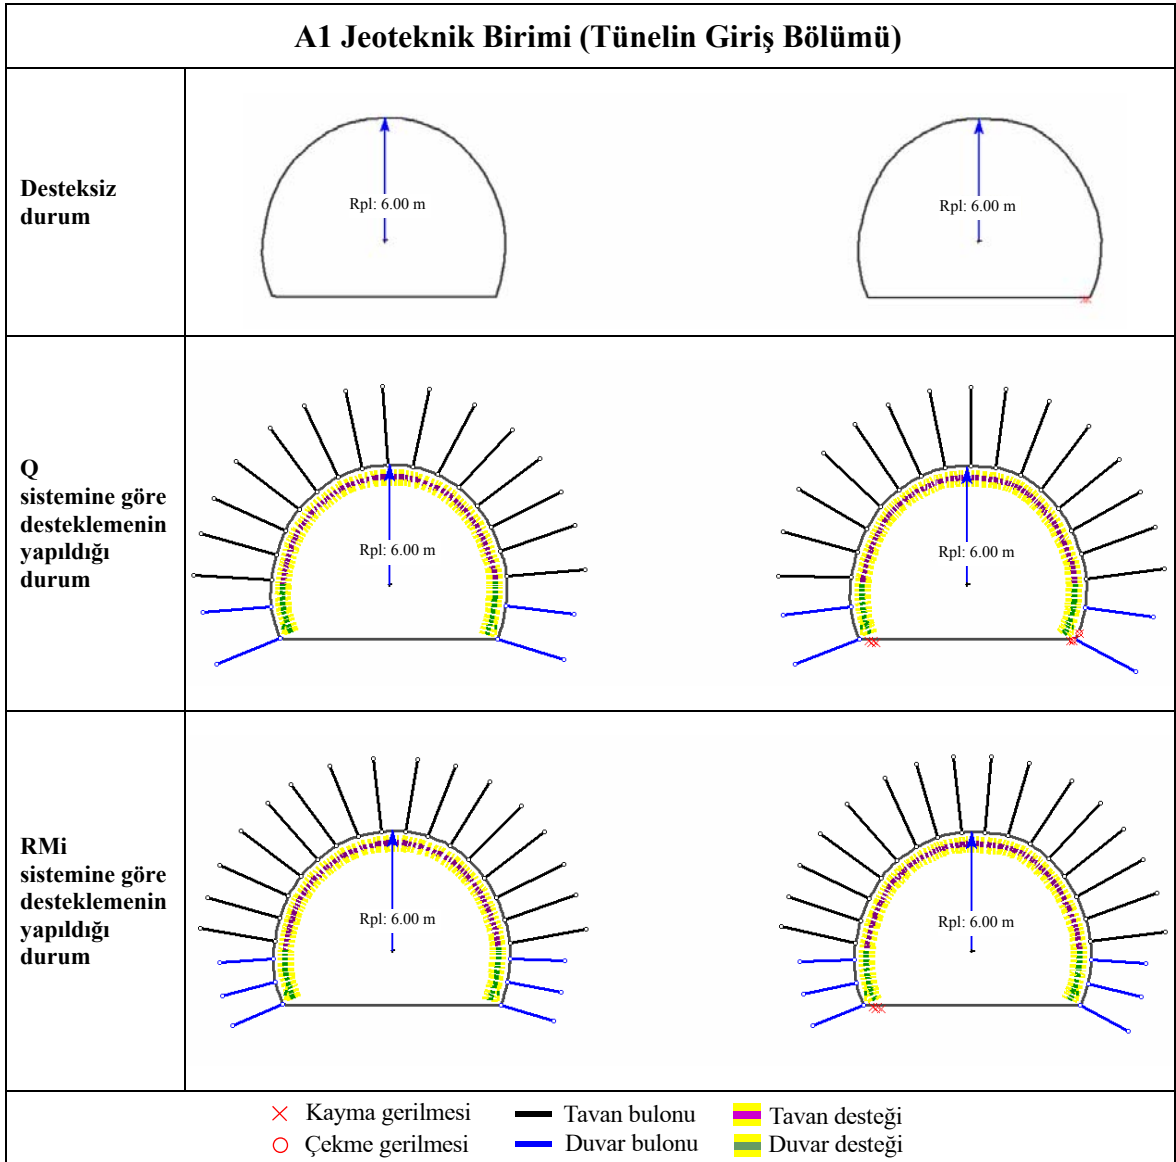 A1 Jeoteknik Birimi (Tünelin Giriş Bölümü)
Desteksiz
durum
Rpl: 6.00 m
Rpl: 6.00 m
Q
sistemine göre
desteklemenin
yapıldığı
durum
Rpl: 6.00 m
Rpl: 6.00 m
RMi
sistemine göre
desteklemenin
yapıldığı
durum
Rpl: 6.00 m
Rpl: 6.00 m
Kayma gerilmesi
Tavan bulonu
Tavan desteği
Çekme gerilmesi
Duvar bulonu
Duvar desteği